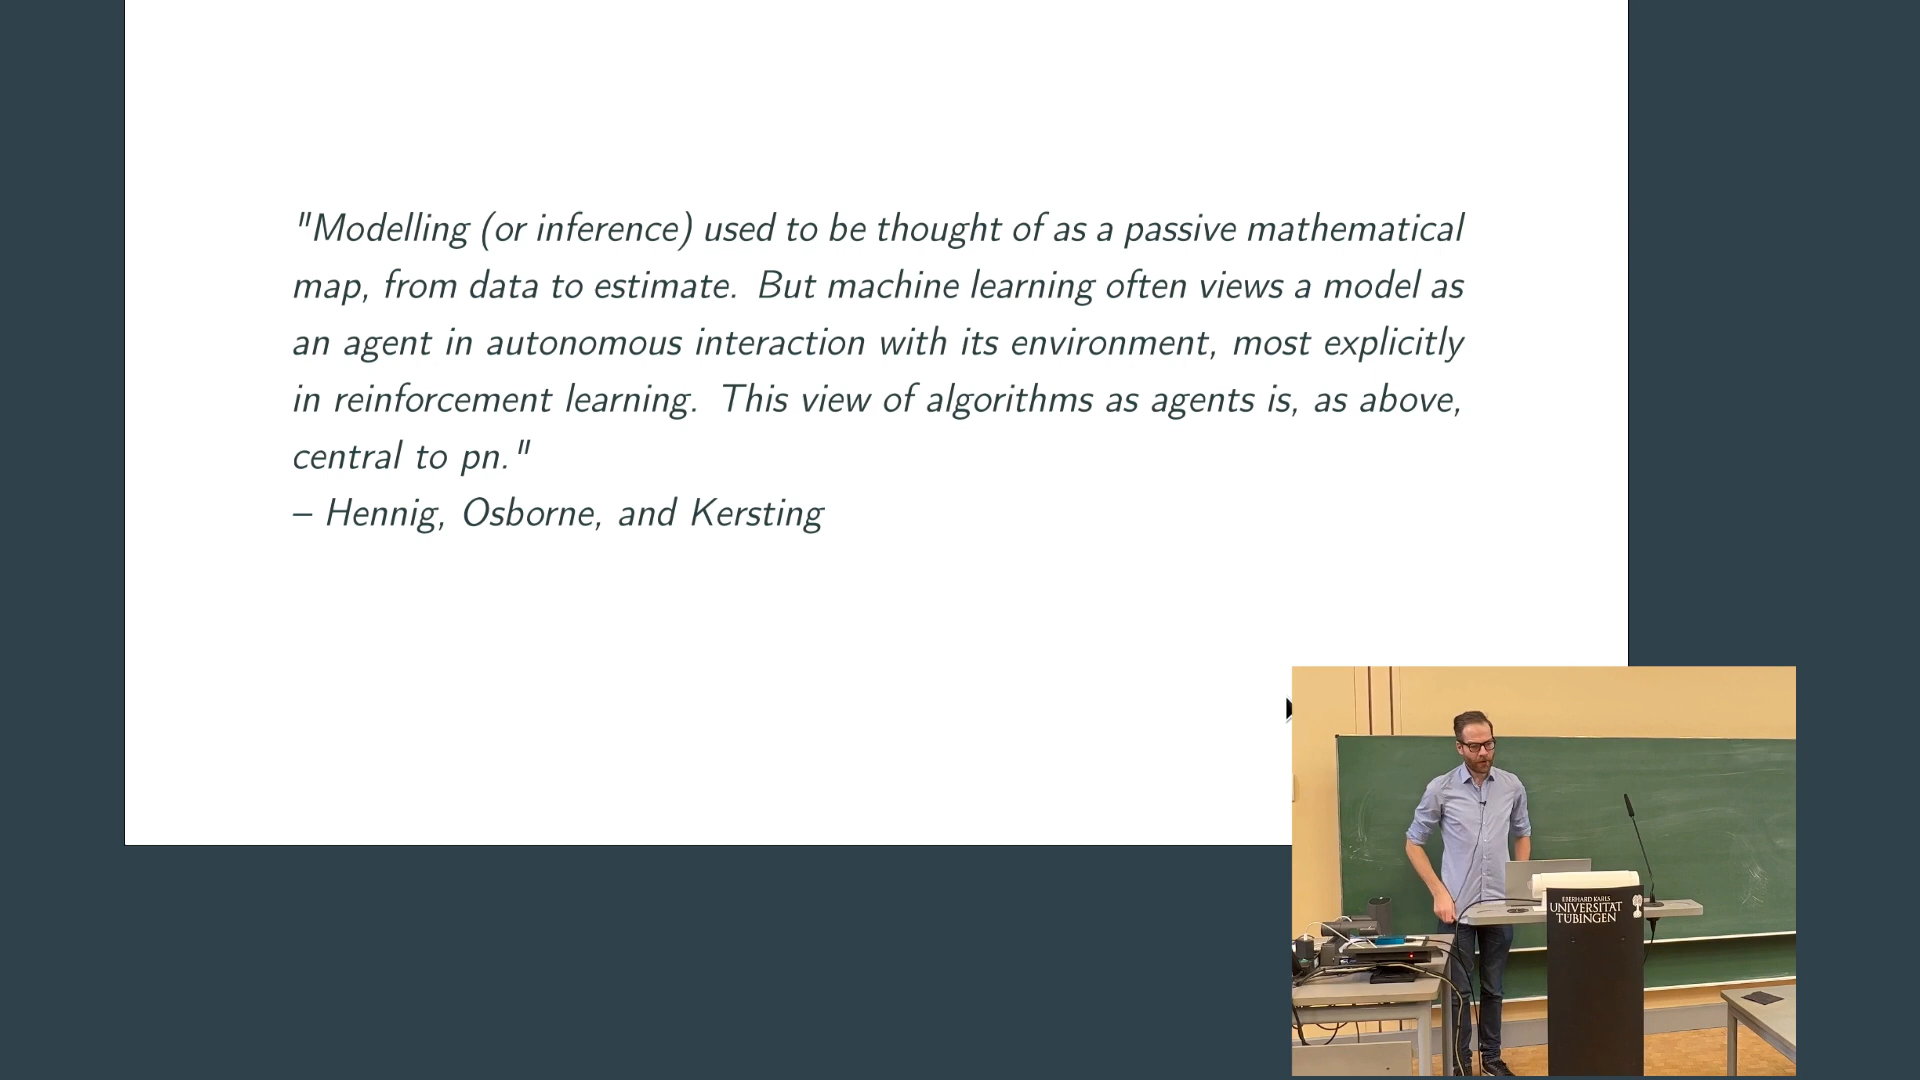 "Modelling (or inference) used to be thought of as a passive mathematical
map, from data to estimate. But machine learning often views a model as
an agent in autonomous interaction with its environment, most explicitly
in reinforcement learning. This view of algorithms as agents is, as above,
central to pn."
– Hennig, Osborne, and Kersting
EBERHARD KARLS
UNIVERSITÄT
TÜBINGEN